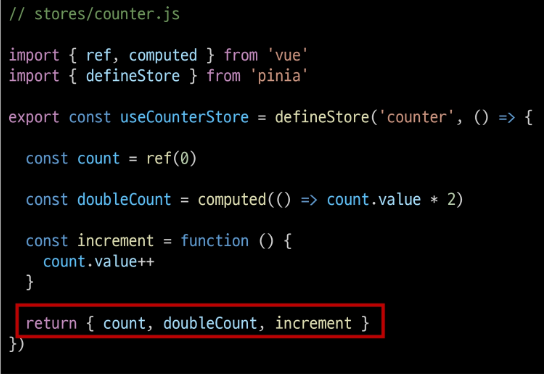 // stores/counter.js
import { ref, computed } from 'vue'
import { defineStore } from 'pinia'
export const useCounterStore = defineStore('counter', () => {
const count = ref(0)
const doubleCount = computed(() => count.value * 2)
const increment = function () {
count.value++
}
return { count, doubleCount, increment }
})